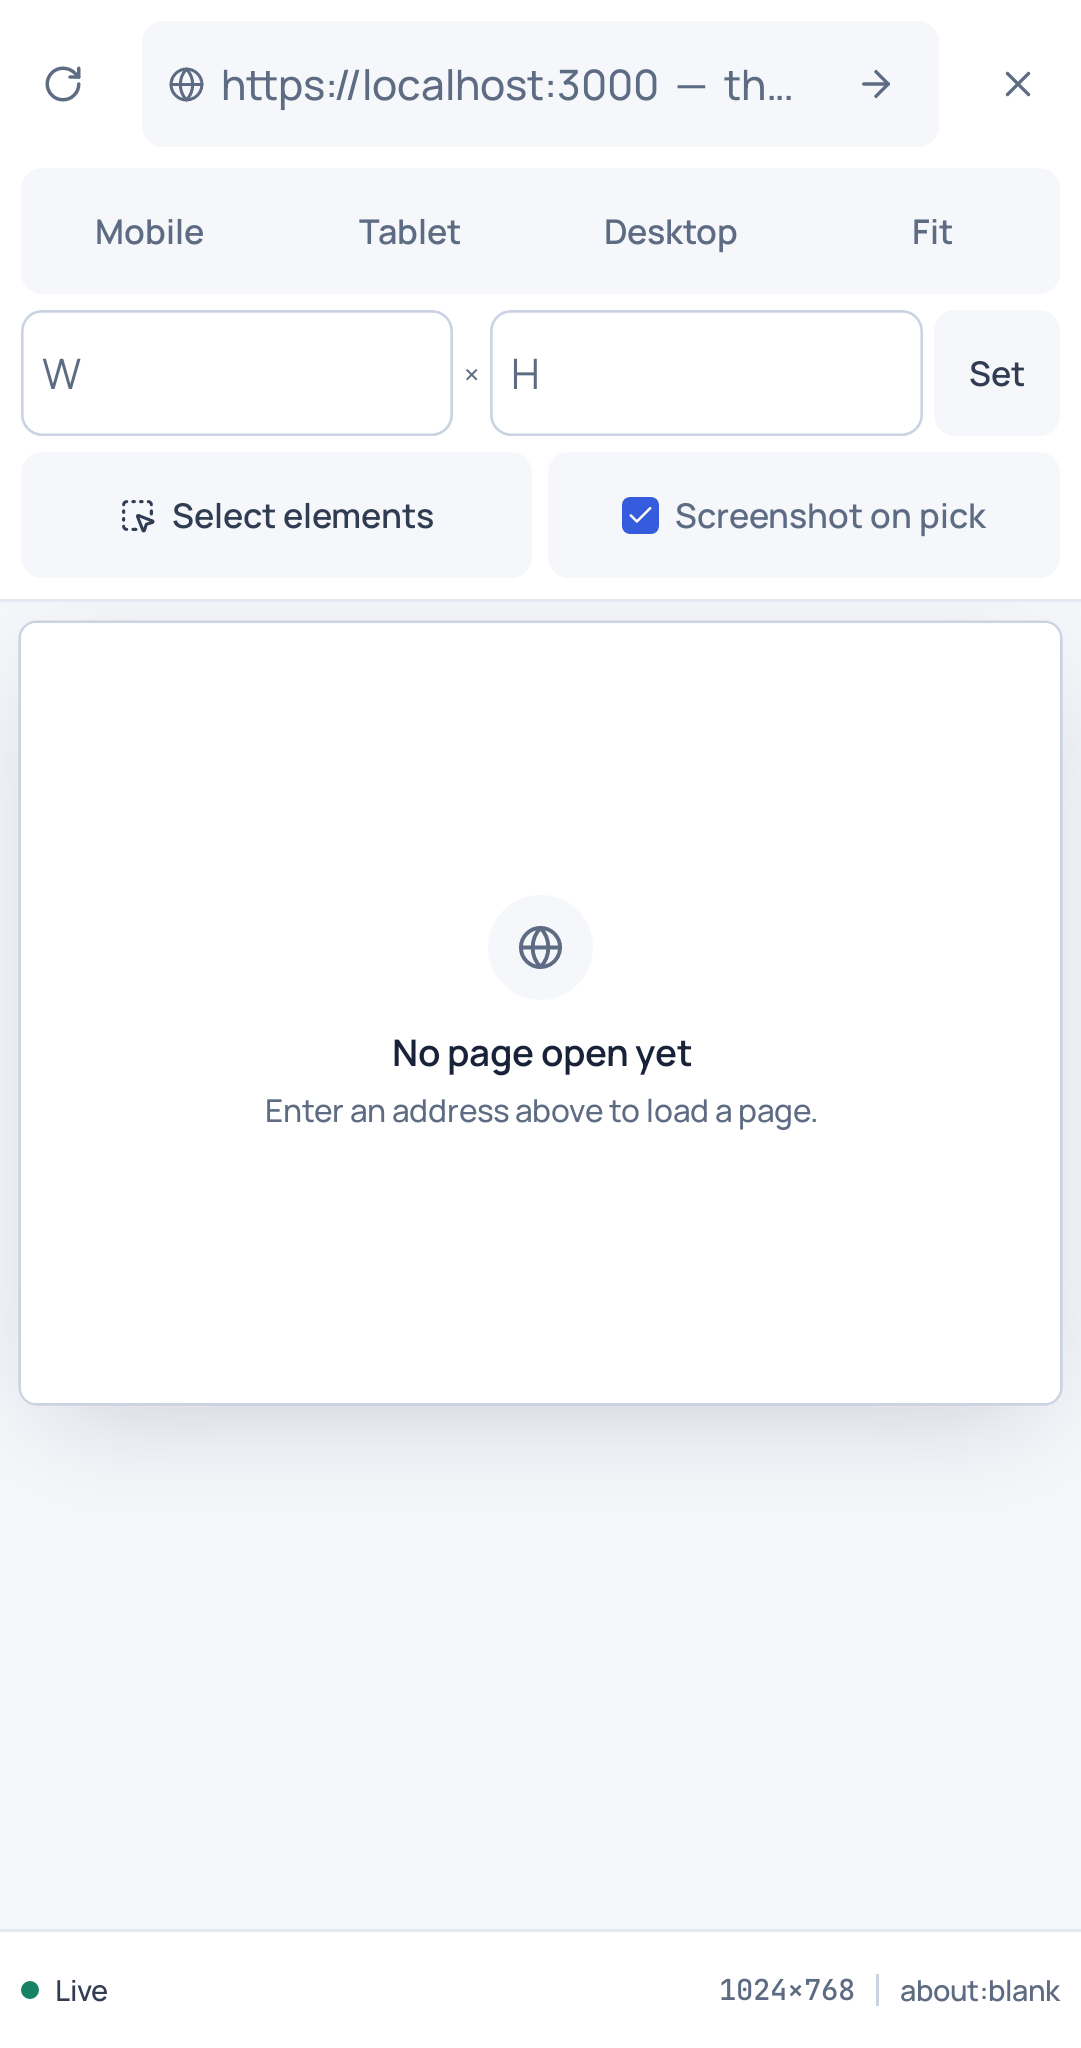 https://localhost:3000 — th…
Mobile Tablet Desktop Fit
W × H Set
Select elements Screenshot on pick
No page open yet
Enter an address above to load a page.
Live 1024×768 about:blank